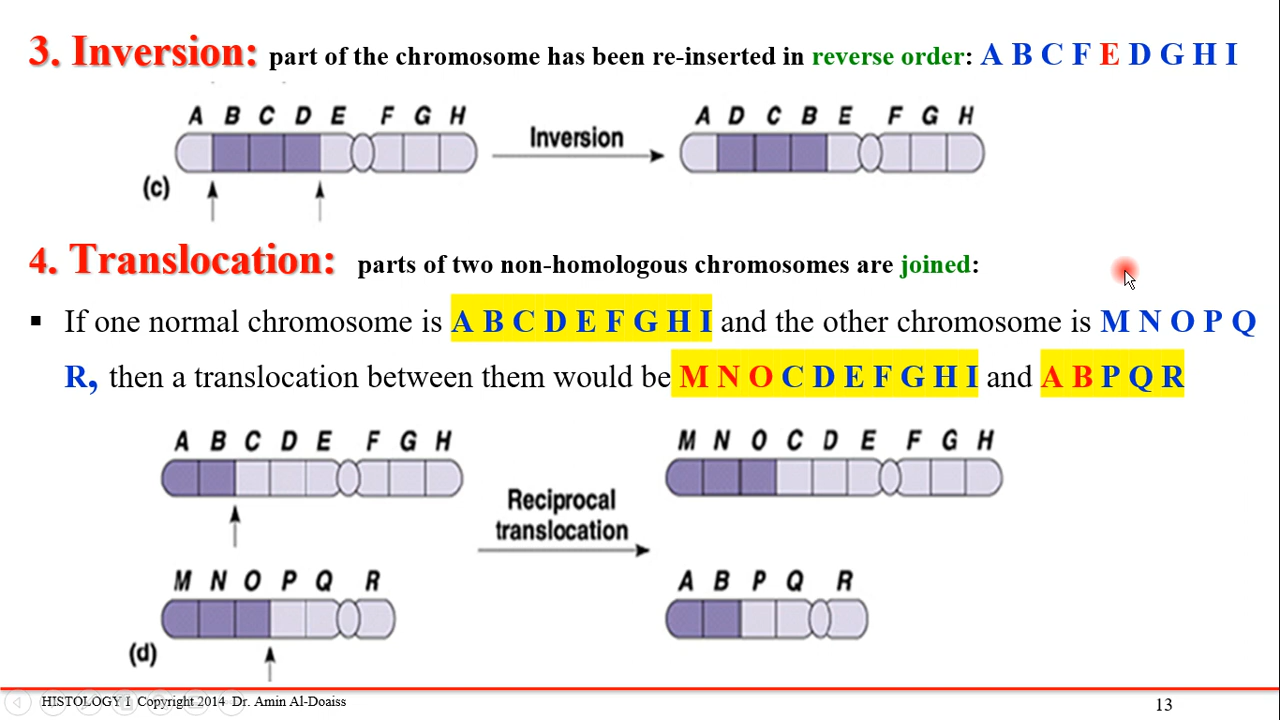 3. Inversion: part of the chromosome has been re-inserted in reverse order: A B C F E D G H I
A B C D E F G H
Inversion
A D C B E F G H
(c)
4. Translocation: parts of two non-homologous chromosomes are joined:
▪ If one normal chromosome is A B C D E F G H I and the other chromosome is M N O P Q
R, then a translocation between them would be M N O C D E F G H I and A B P Q R
A B C D E F G H
M N O C D E F G H
Reciprocal
translocation
M N O P Q R
A B P Q R
(d)
HISTOLOGY I Copyright 2014 Dr. Amin Al-Doaiss
13